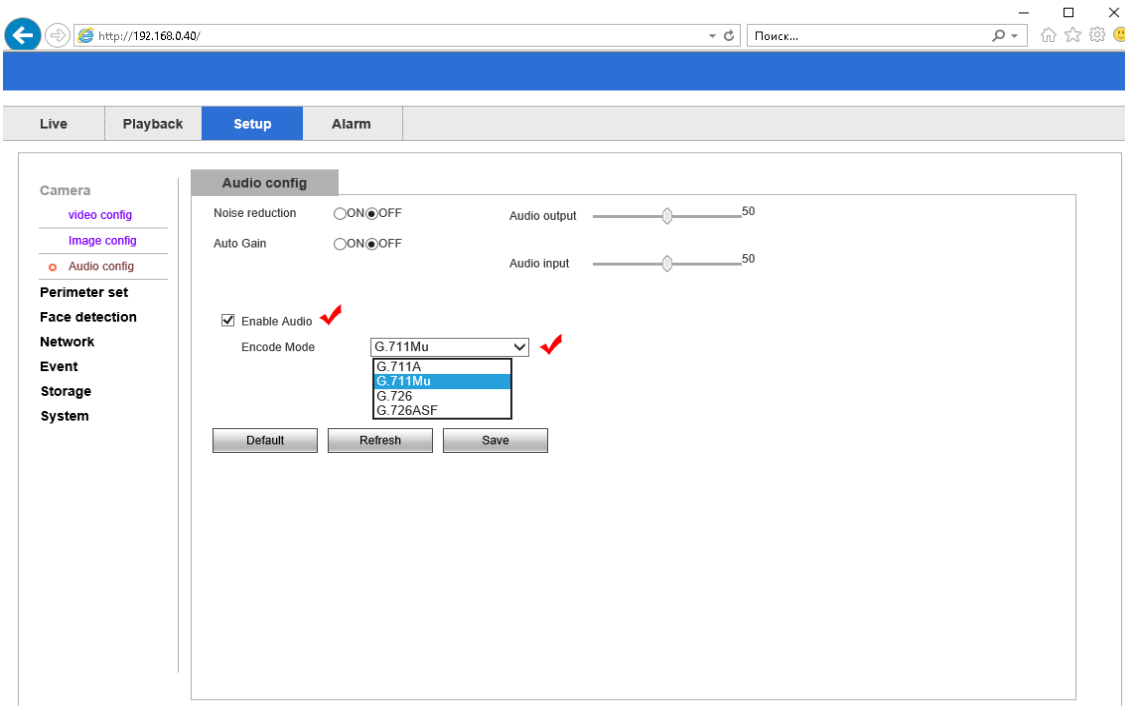 http://192.168.0.40/
Поиск...
Live
Playback
Setup
Alarm
Camera
video config
Image config
Audio config
Perimeter set
Face detection
Network
Event
Storage
System
Audio config
Noise reduction
ON OFF
Audio output
50
Auto Gain
ON OFF
Audio input
50
Enable Audio
Encode Mode
G.711Mu
G.711A
G.711Mu
G.726
G.726ASF
Default
Refresh
Save